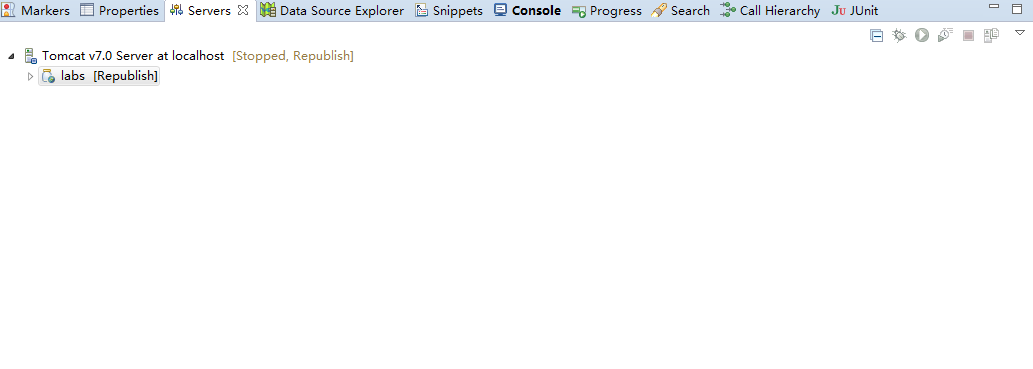 Markers Properties Servers Data Source Explorer Snippets Console Progress Search Call Hierarchy JU JUnit
Tomcat v7.0 Server at localhost [Stopped, Republish]
labs [Republish]